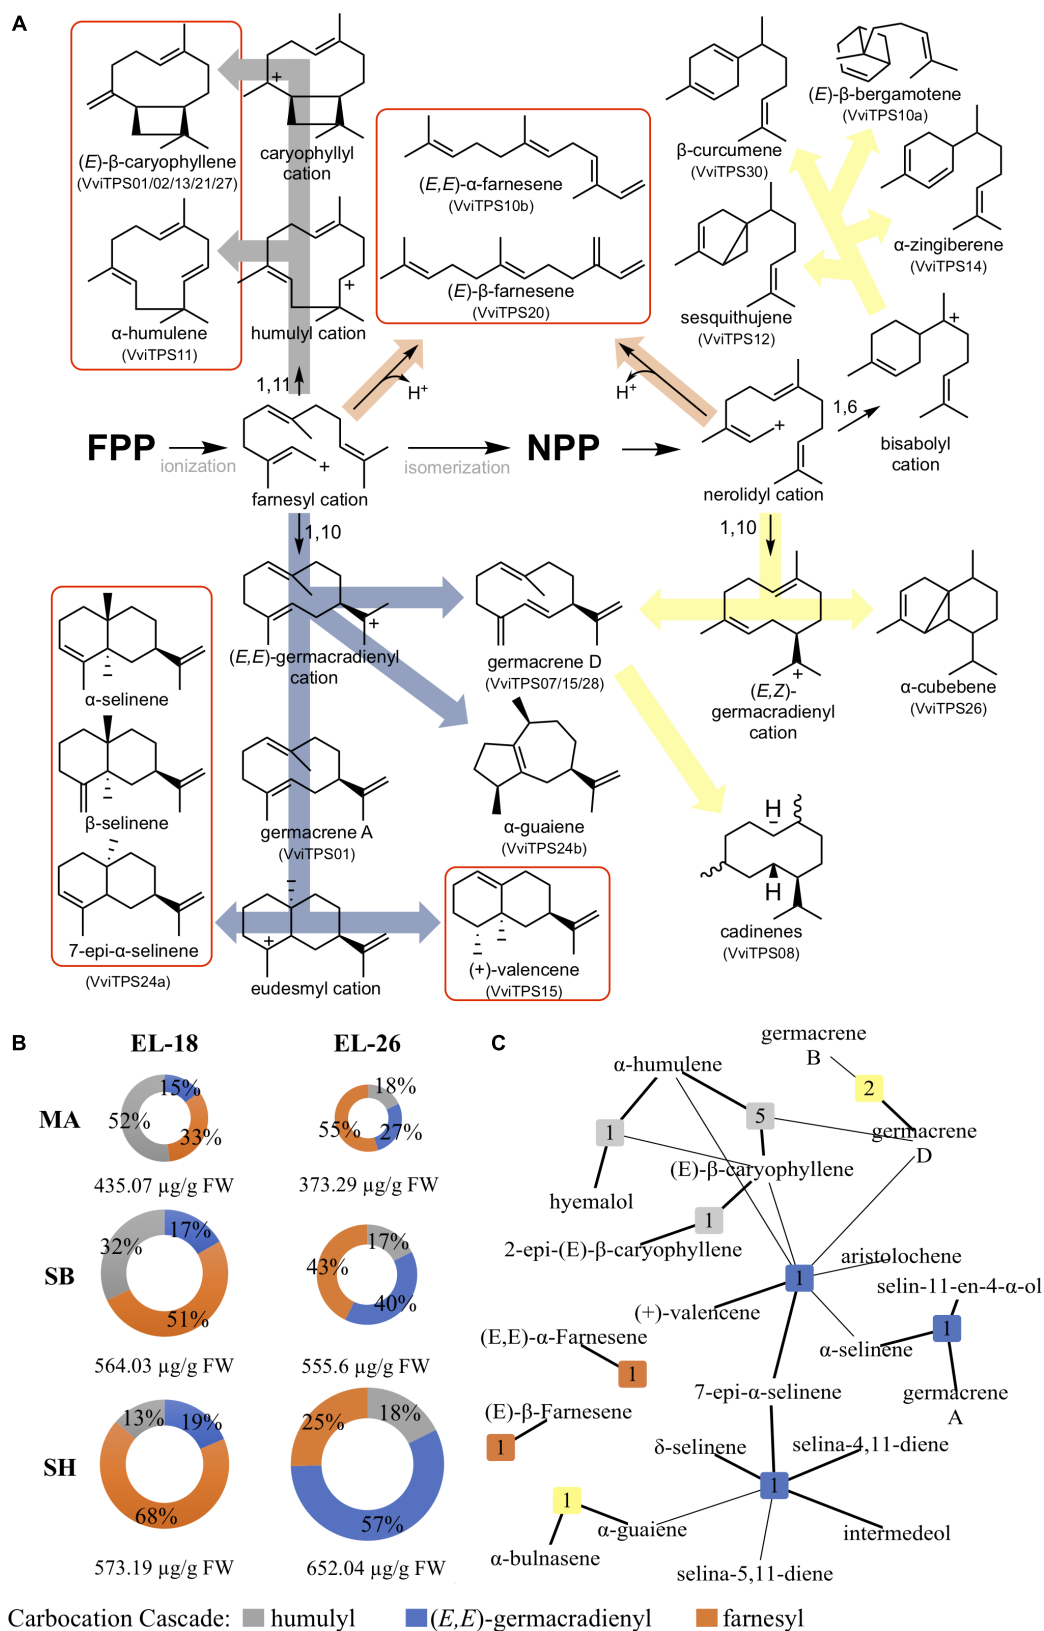 A
(E)-β-caryophyllene
(VviTPS01/02/13/21/27)
+
caryophyllyl
cation
α-humulene
(VviTPS11)
+
humulyl cation
(E,E)-α-farnesene
(VviTPS10b)
(E)-β-farnesene
(VviTPS20)
β-curcumene
(VviTPS30)
(E)-β-bergamotene
(VviTPS10a)
α-zingiberene
(VviTPS14)
sesquithujene
(VviTPS12)
+
bisabolyl
cation
1,11
H+
H+
1,6
FPP
ionization
+
farnesyl cation
isomerization
NPP
+
nerolidyl cation
1,10
1,10
+
(E,E)-germacradienyl
cation
germacrene D
(VviTPS07/15/28)
+
(E,Z)-
germacradienyl
cation
α-cubebene
(VviTPS26)
α-selinene
β-selinene
7-epi-α-selinene
(VviTPS24a)
germacrene A
(VviTPS01)
α-guaiene
(VviTPS24b)
H
H
cadinenes
(VviTPS08)
+
eudesmyl cation
(+)-valencene
(VviTPS15)
B
EL-18
EL-26
MA
15%
52%
33%
435.07 µg/g FW
18%
55%
27%
373.29 µg/g FW
SB
17%
32%
51%
564.03 µg/g FW
17%
43%
40%
555.6 µg/g FW
SH
13%
19%
68%
573.19 µg/g FW
25%
18%
57%
652.04 µg/g FW
C
germacrene
B
α-humulene
2
1
5
germacrene
D
(E)-β-caryophyllene
hyemalol
1
2-epi-(E)-β-caryophyllene
aristolochene
1
selin-11-en-4-α-ol
(+)-valencene
1
(E,E)-α-Farnesene
α-selinene
1
7-epi-α-selinene
germacrene
A
(E)-β-Farnesene
1
δ-selinene
selina-4,11-diene
1
1
α-guaiene
intermedeol
α-bulnasene
selina-5,11-diene
Carbocation Cascade: humulyl (E,E)-germacradienyl farnesyl